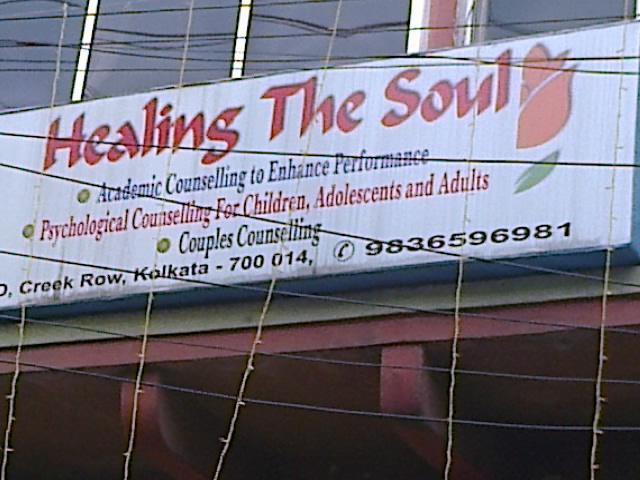 Healing The Soul
Academic Counselling to Enhance Performance
Psychological Counselling For Children, Adolescents and Adults
Couples Counselling
Creek Row, Kolkata - 700 014, ✆ 9836596981